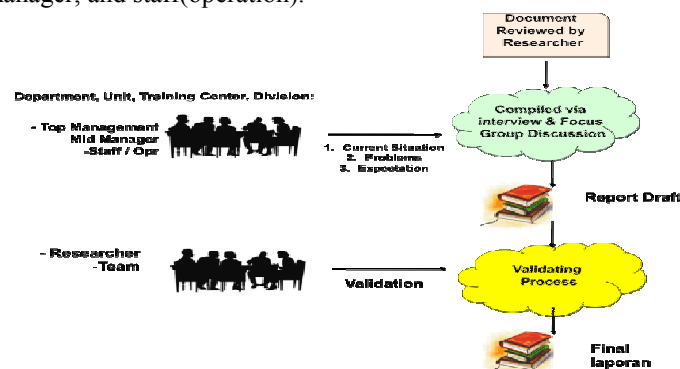 manager, and staff(operation).
Document
Reviewed by
Researcher
Department, Unit, Training Center, Division:
- Top Management
Mid Manager
-Staff / Opr
1. Current Situation
2. Problems
3. Expectation
Compiled via
interview & Focus
Group Discussion
Report Draft
- Researcher
-Team
Validation
Validating
Process
Final
laporan